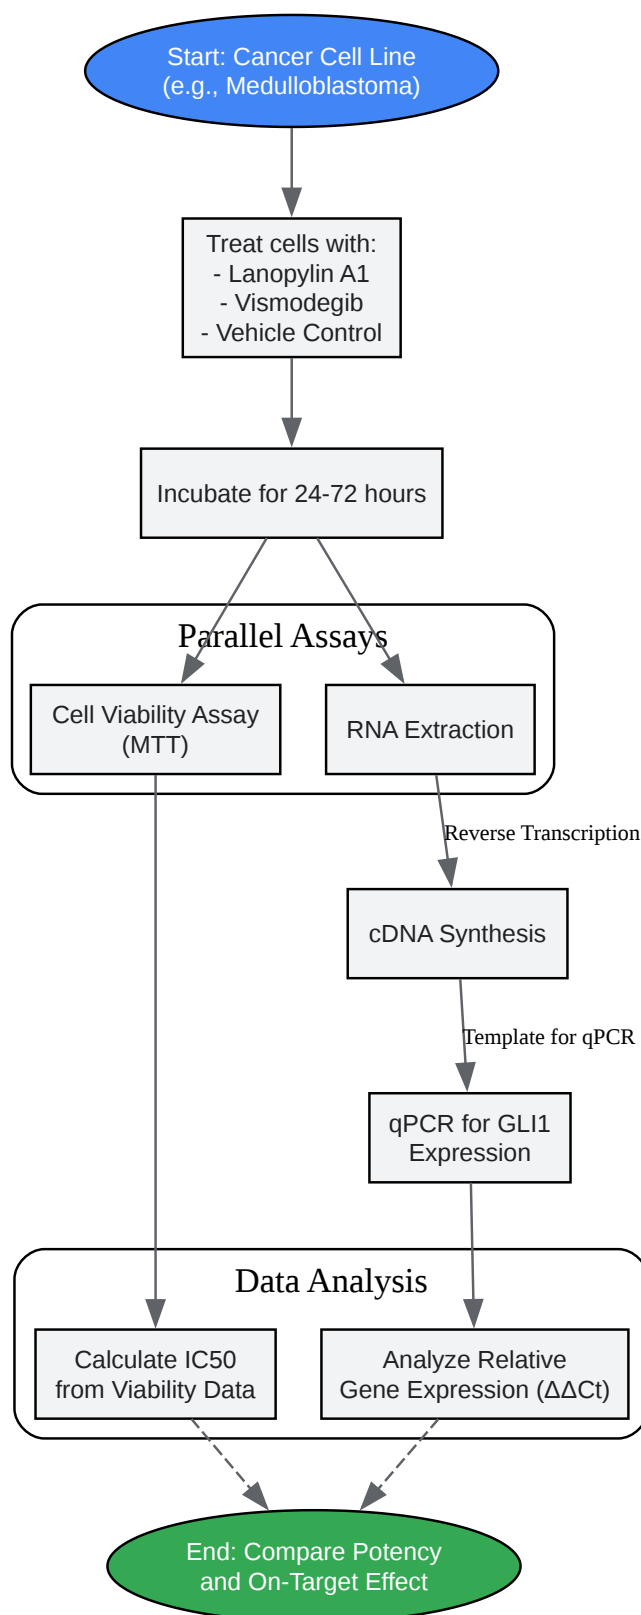 Start: Cancer Cell Line
(e.g., Medulloblastoma)
Treat cells with:
- Lanopylin A1
- Vismodegib
- Vehicle Control
Incubate for 24-72 hours
Parallel Assays
Cell Viability Assay
(MTT)
RNA Extraction
Reverse Transcription
cDNA Synthesis
Template for qPCR
qPCR for GLI1
Expression
Data Analysis
Calculate IC50
from Viability Data
Analyze Relative
Gene Expression (ΔΔCt)
End: Compare Potency
and On-Target Effect